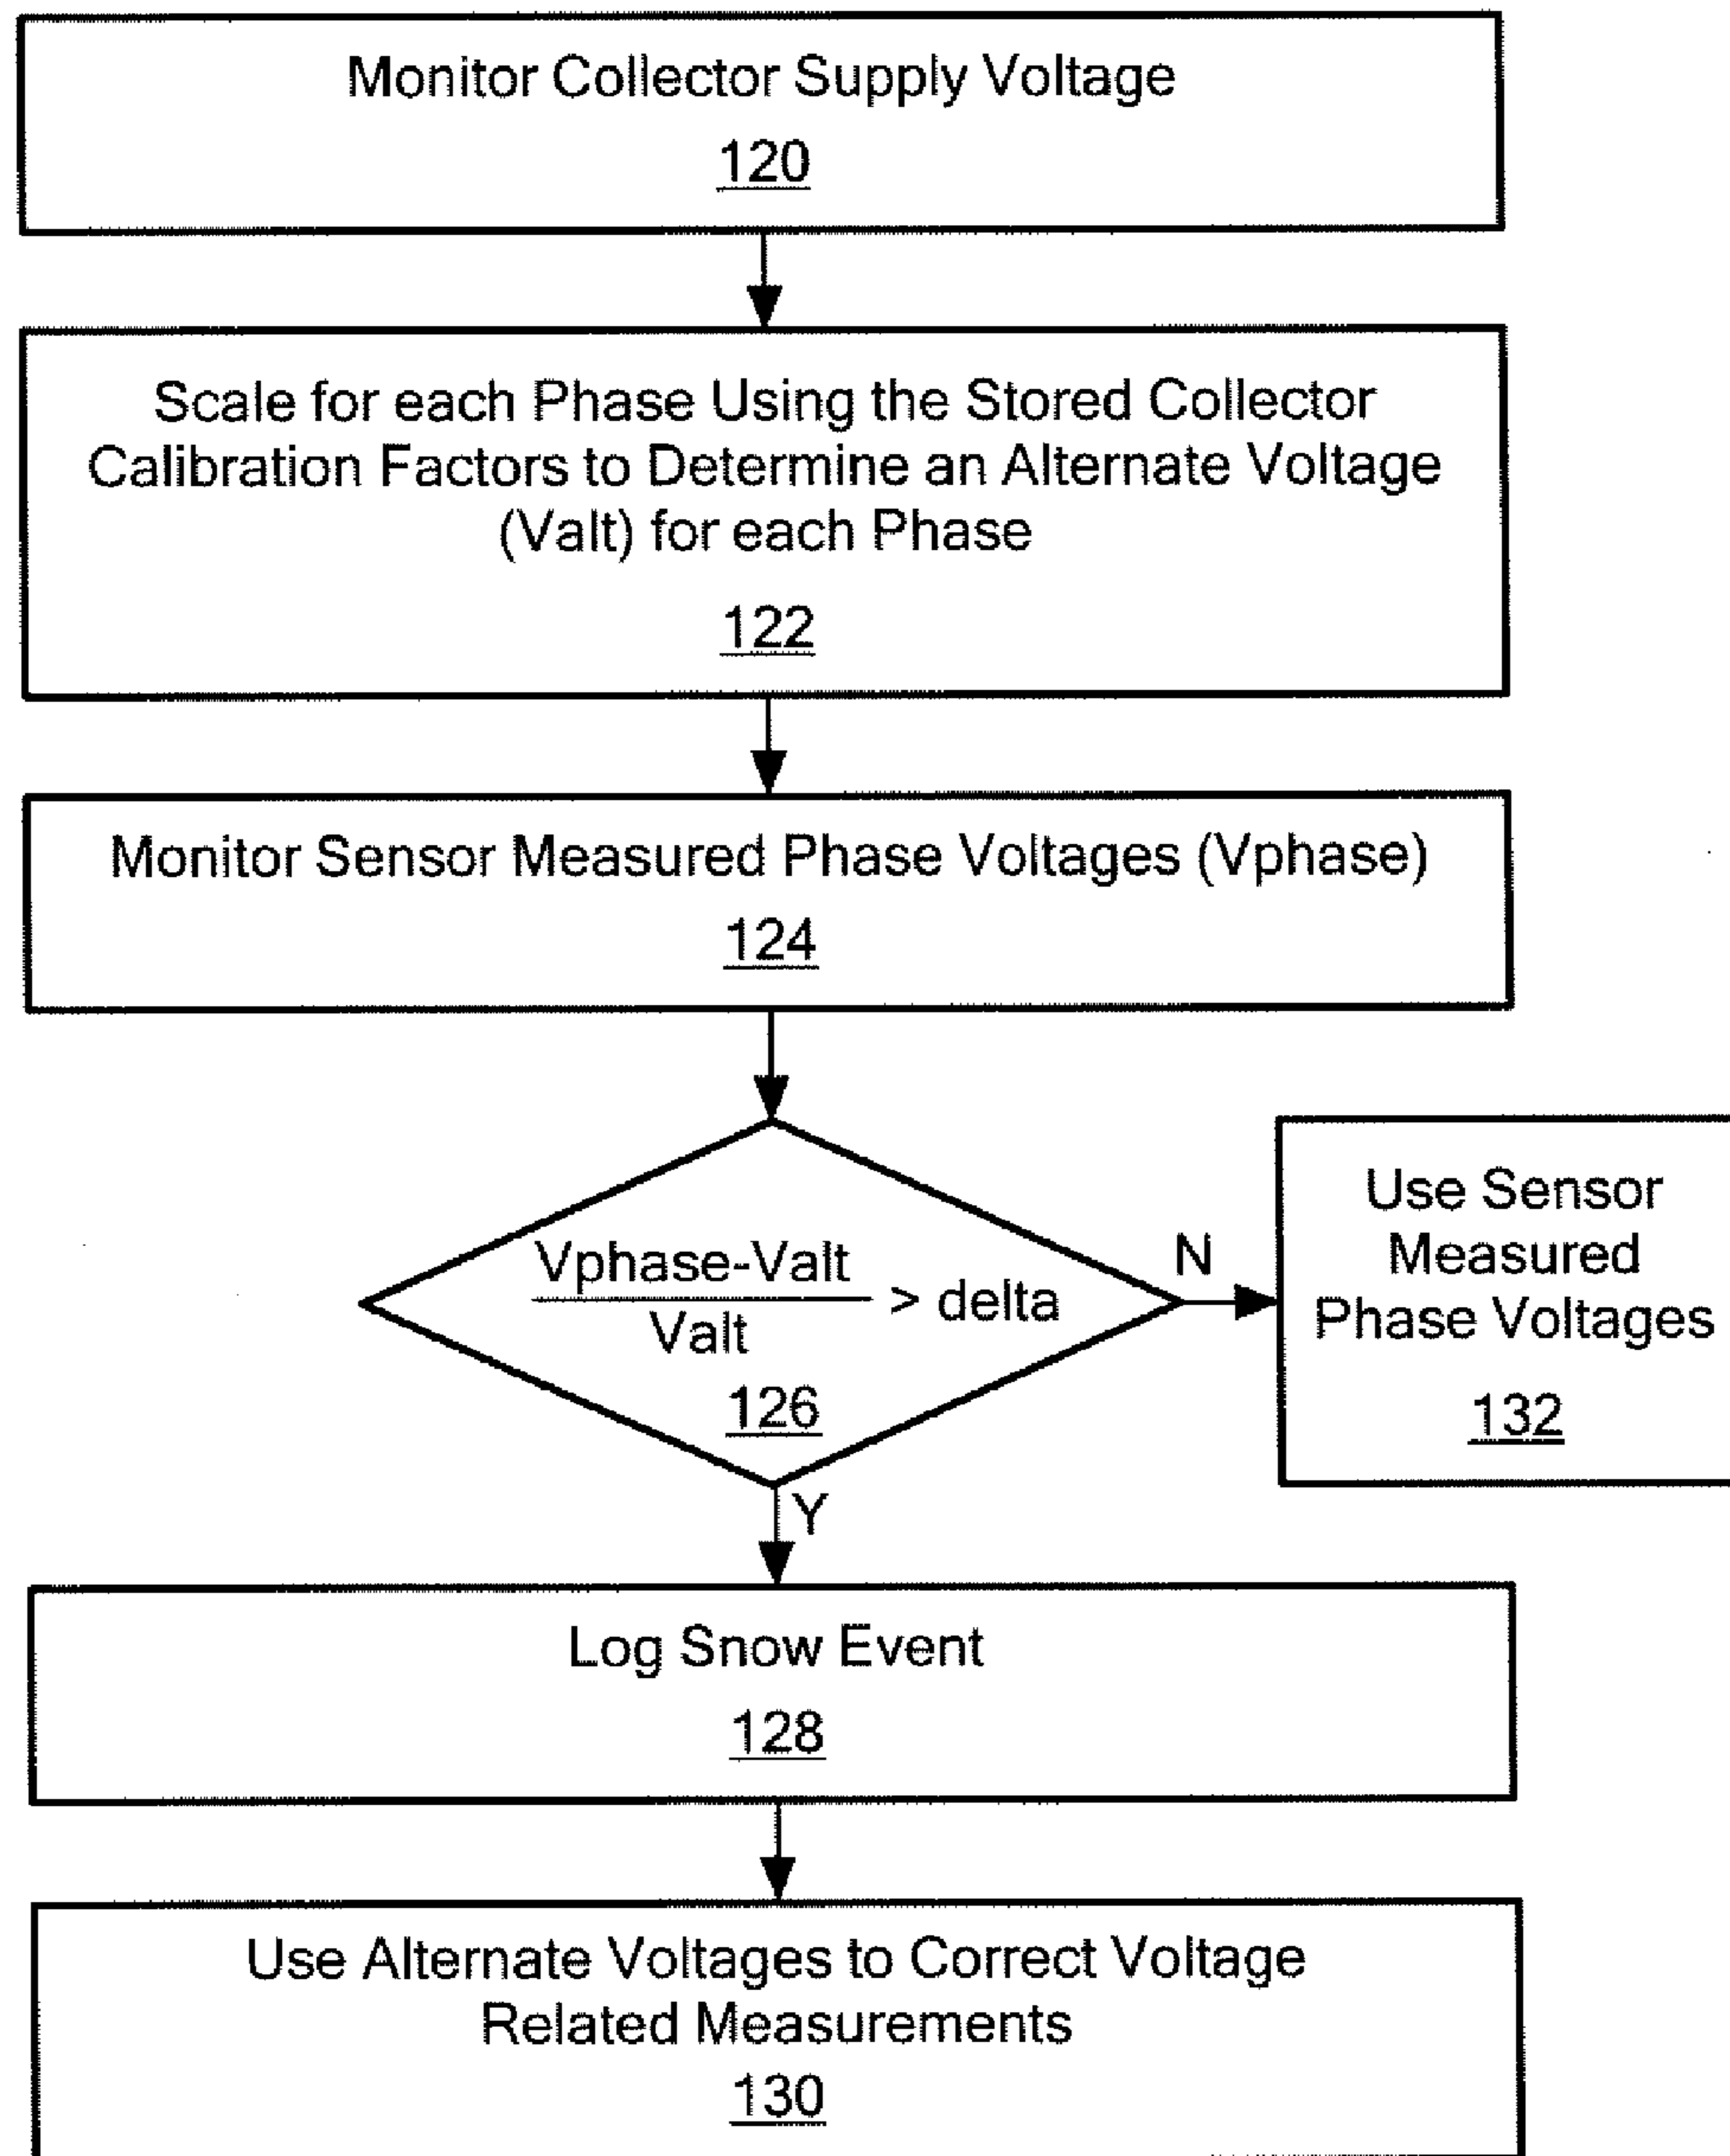 Monitor Collector Supply Voltage
120
Scale for each Phase Using the Stored Collector
Calibration Factors to Determine an Alternate Voltage
(Valt) for each Phase
122
Monitor Sensor Measured Phase Voltages (Vphase)
124
Vphase-Valt
Valt
> delta
126
N
Use Sensor
Measured
Phase Voltages
132
Y
Log Snow Event
128
Use Alternate Voltages to Correct Voltage
Related Measurements
130